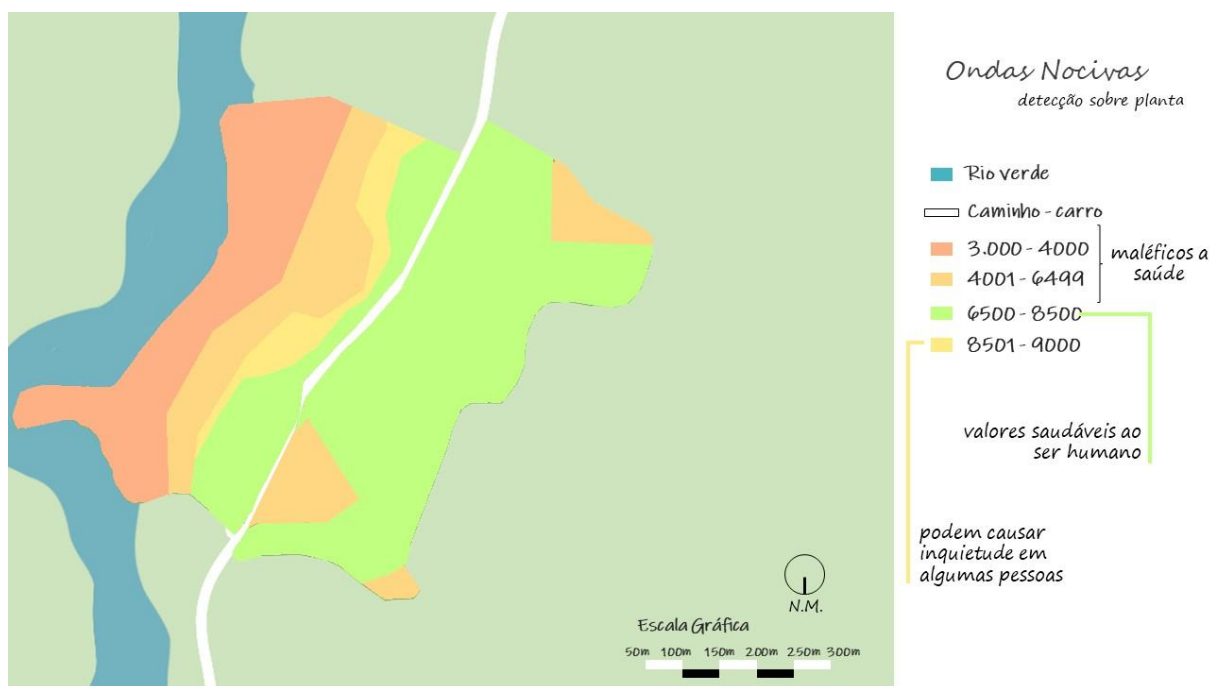 Ondas Nocivas
detecção sobre planta
Rio verde
Caminho - carro
3.000 - 4000
4001 - 6499
maléficos a
saúde
6500 - 8500
8501 - 9000
valores saudáveis ao
ser humano
podem causar
inquietude em
algumas pessoas
N.M.
Escala Gráfica
50m 100m 150m 200m 250m 300m